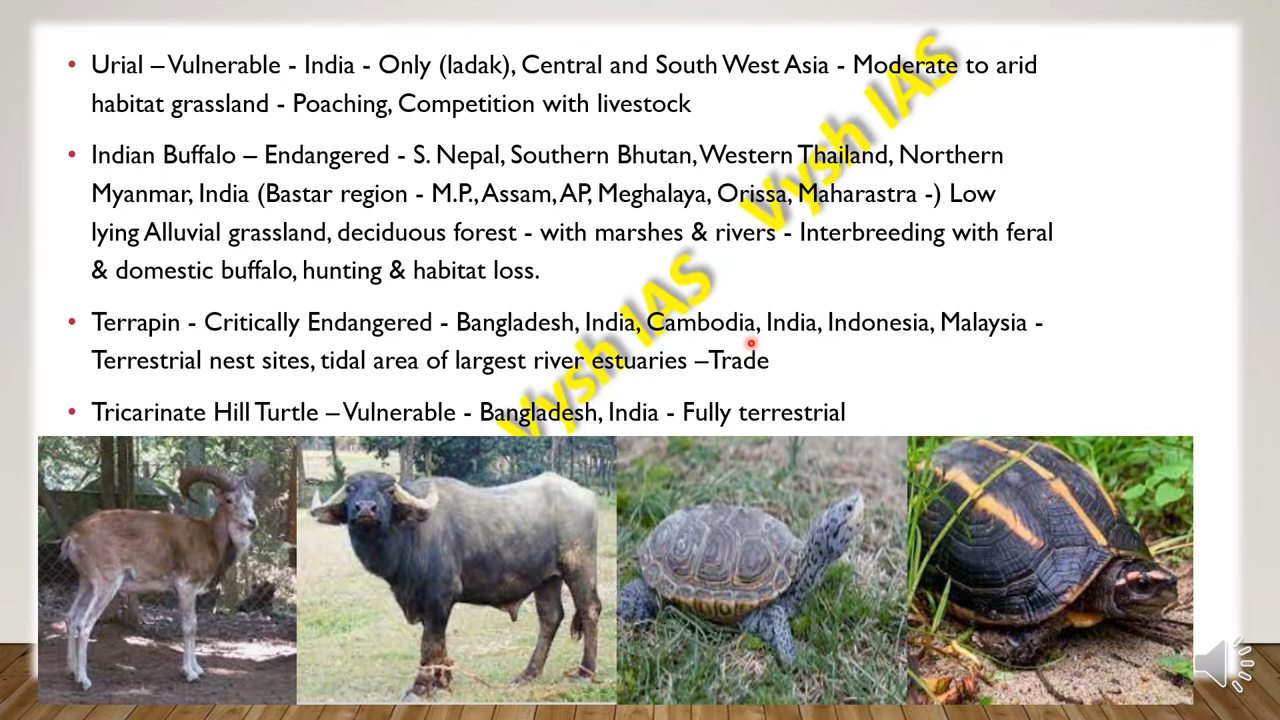 • Urial – Vulnerable - India - Only (ladak), Central and South West Asia - Moderate to arid
habitat grassland - Poaching, Competition with livestock
• Indian Buffalo – Endangered - S. Nepal, Southern Bhutan, Western Thailand, Northern
Myanmar, India (Bastar region - M.P., Assam, AP, Meghalaya, Orissa, Maharastra -) Low
lying Alluvial grassland, deciduous forest - with marshes & rivers - Interbreeding with feral
& domestic buffalo, hunting & habitat loss.
• Terrapin - Critically Endangered - Bangladesh, India, Cambodia, India, Indonesia, Malaysia -
Terrestrial nest sites, tidal area of largest river estuaries – Trade
• Tricarinate Hill Turtle – Vulnerable - Bangladesh, India - Fully terrestrial
Vysh IAS
Vysh IAS